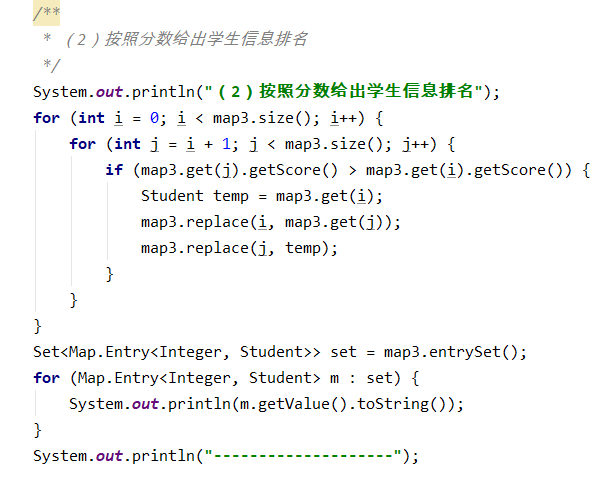 /**
 * （2）按照分数给出学生信息排名
 */
System.out.println("（2）按照分数给出学生信息排名");
for (int i = 0; i < map3.size(); i++) {
    for (int j = i + 1; j < map3.size(); j++) {
        if (map3.get(j).getScore() > map3.get(i).getScore()) {
            Student temp = map3.get(i);
            map3.replace(i, map3.get(j));
            map3.replace(j, temp);
        }
    }
}
Set<Map.Entry<Integer, Student>> set = map3.entrySet();
for (Map.Entry<Integer, Student> m : set) {
    System.out.println(m.getValue().toString());
}
System.out.println("--------------------");